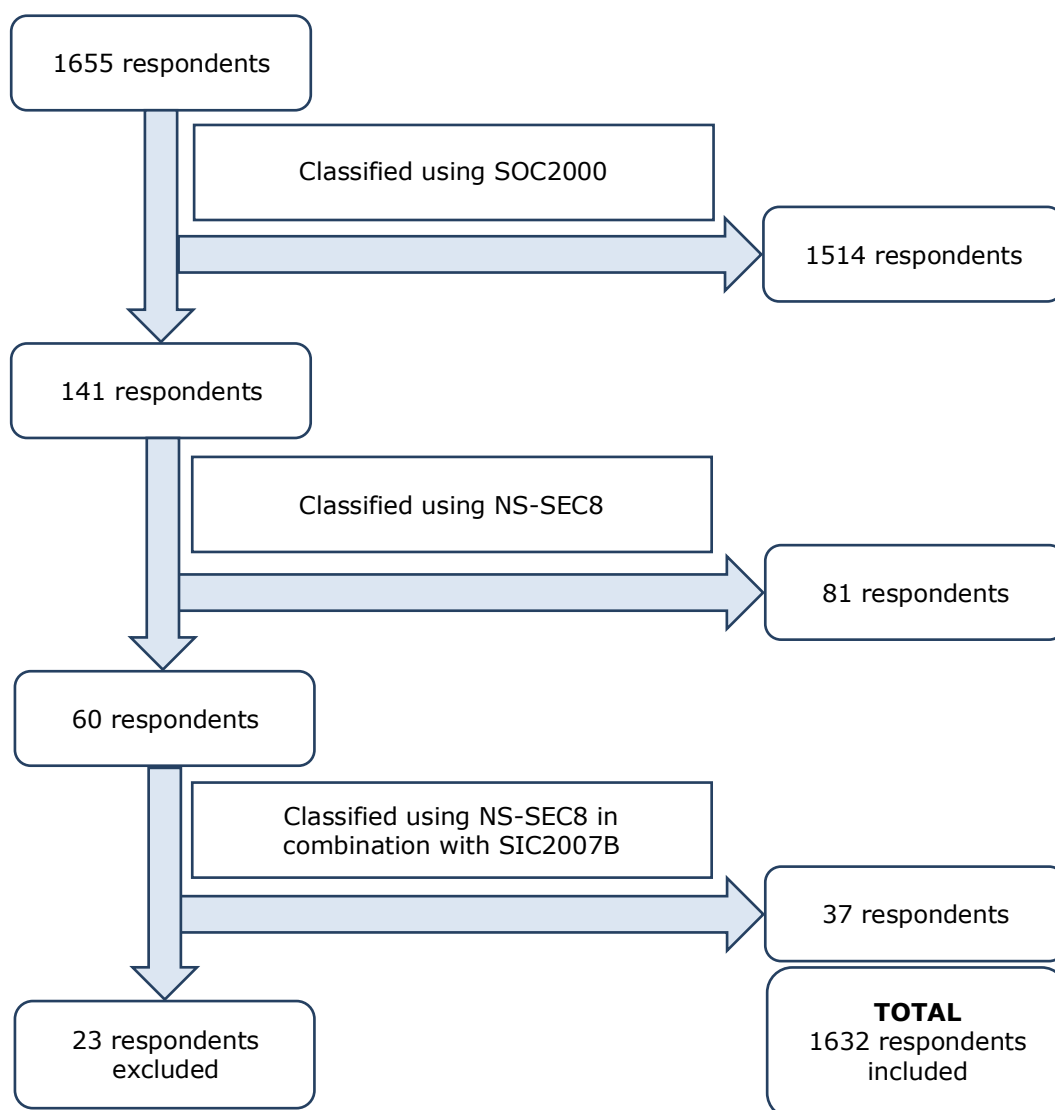 1655 respondents
Classified using SOC2000
1514 respondents
141 respondents
Classified using NS-SEC8
81 respondents
60 respondents
Classified using NS-SEC8 in
combination with SIC2007B
37 respondents
23 respondents
excluded
TOTAL
1632 respondents
included